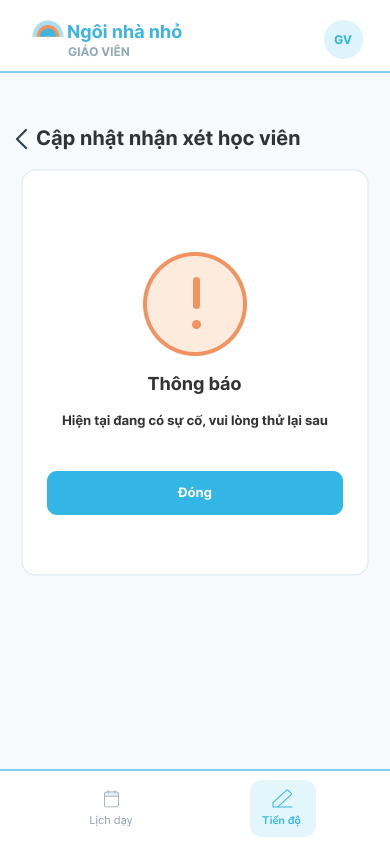 Ngôi nhà nhỏ
GIÁO VIÊN
GV
Cập nhật nhận xét học viên
Thông báo
Hiện tại đang có sự cố, vui lòng thử lại sau
Đóng
Lịch dạy
Tiến độ